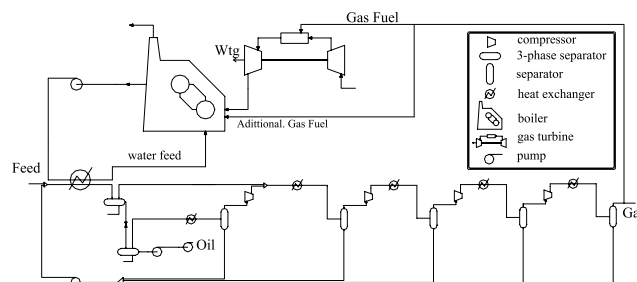 Gas Fuel
Wtg
compressor
3-phase separator
separator
heat exchanger
boiler
gas turbine
pump
Adittional. Gas Fuel
water feed
Feed
Oil
Ga